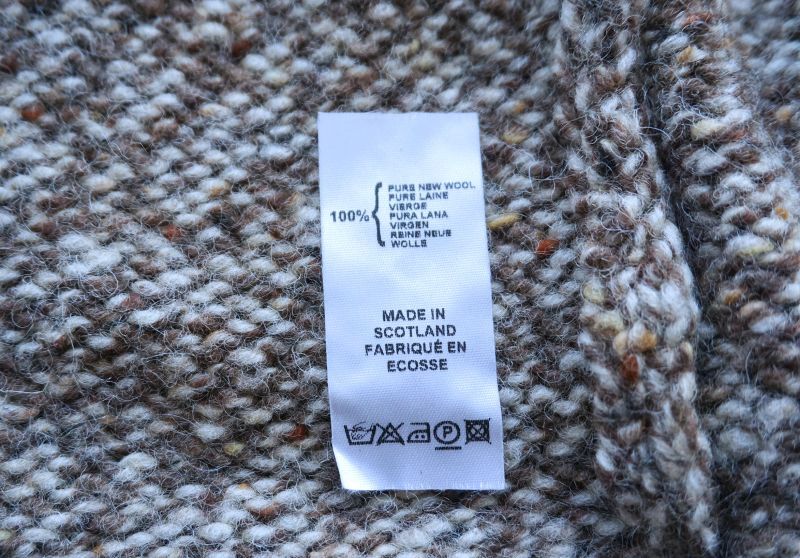 100%
PURE NEW WOOL
PURE LAINE
VIERGE
PURA LANA
VIRGEN
REINE NEUE
WOLLE
MADE IN
SCOTLAND
FABRIQUÉ EN
ECOSSE
P